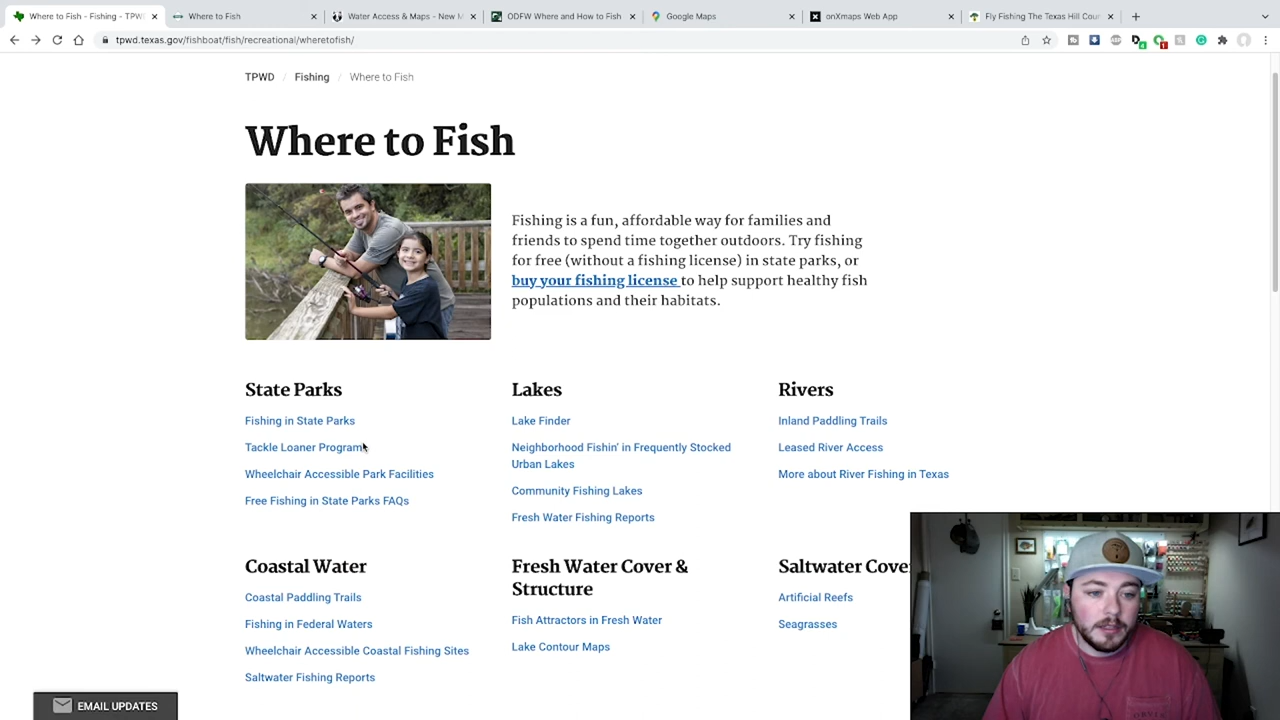 Where to Fish - Fishing - TPWD
Where to Fish
Water Access & Maps - New M
ODFW Where and How to Fish
Google Maps
onXmaps Web App
Fly Fishing The Texas Hill Coun
tpwd.texas.gov/fishboat/fish/recreational/wheretofish/
TPWD / Fishing / Where to Fish
Where to Fish
Fishing is a fun, affordable way for families and
friends to spend time together outdoors. Try fishing
for free (without a fishing license) in state parks, or
buy your fishing license to help support healthy fish
populations and their habitats.
State Parks
Fishing in State Parks
Tackle Loaner Program
Wheelchair Accessible Park Facilities
Free Fishing in State Parks FAQs
Lakes
Lake Finder
Neighborhood Fishin' in Frequently Stocked
Urban Lakes
Community Fishing Lakes
Fresh Water Fishing Reports
Rivers
Inland Paddling Trails
Leased River Access
More about River Fishing in Texas
Coastal Water
Coastal Paddling Trails
Fishing in Federal Waters
Wheelchair Accessible Coastal Fishing Sites
Saltwater Fishing Reports
Fresh Water Cover &
Structure
Fish Attractors in Fresh Water
Lake Contour Maps
Saltwater Cove
Artificial Reefs
Seagrasses
EMAIL UPDATES